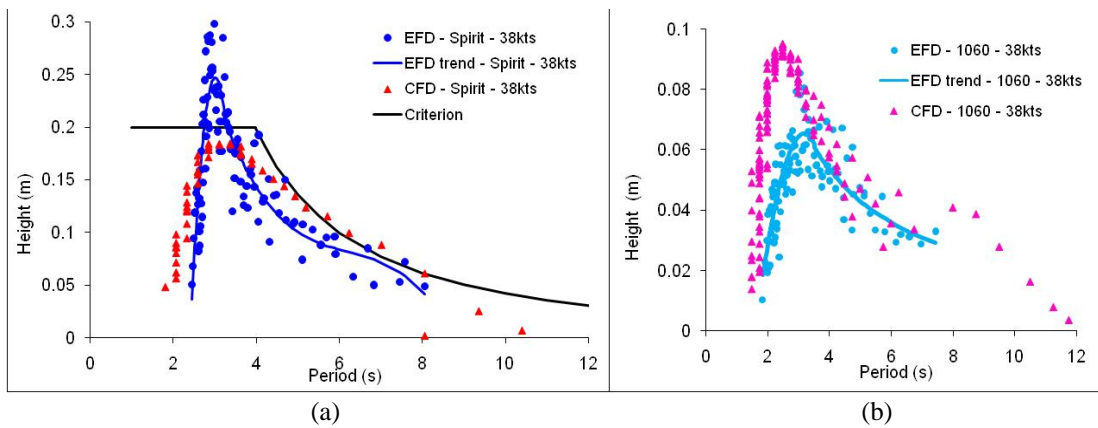 0.3
0.25
0.2
0.15
0.1
0.05
0
Height (m)
0 2 4 6 8 10 12
Period (s)
EFD - Spirit - 38kts
EFD trend - Spirit - 38kts
CFD - Spirit - 38kts
Criterion
(a)
0.1
0.08
0.06
0.04
0.02
0
Height (m)
0 2 4 6 8 10 12
Period (s)
EFD - 1060 - 38kts
EFD trend - 1060 - 38kts
CFD - 1060 - 38kts
(b)